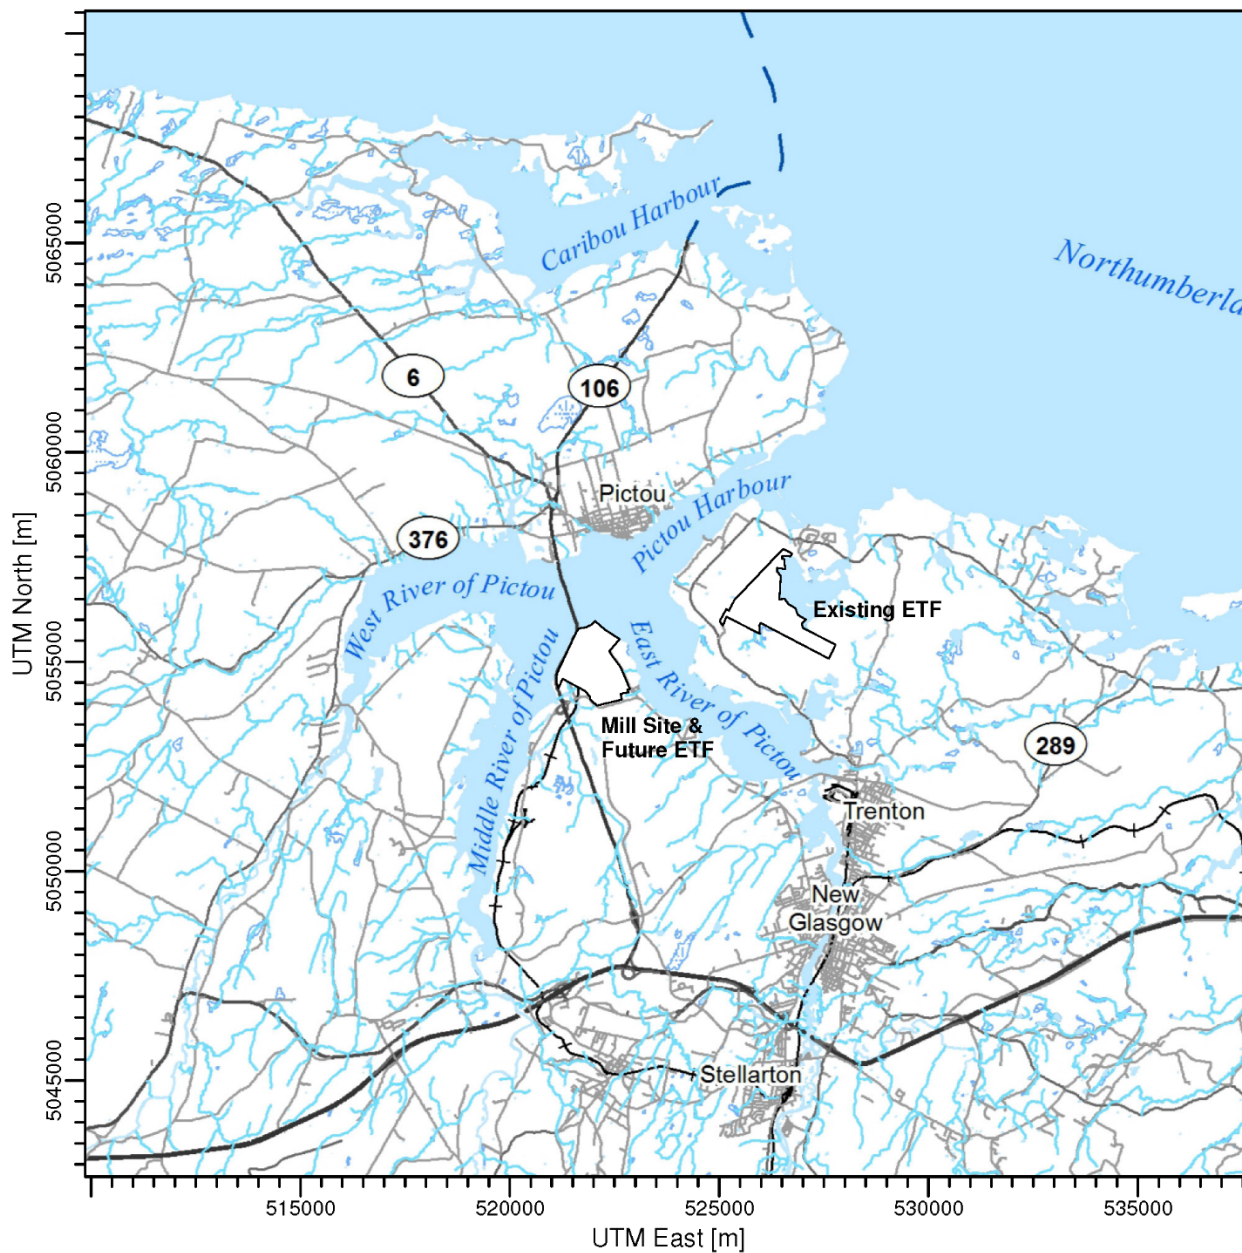 Caribou Harbour
Northumberla
6
106
Pictou
Pictou Harbour
376
West River of Pictou
Existing ETF
East River of Pictou
Middle River of Pictou
Mill Site &
Future ETF
289
Trenton
New
Glasgow
Stellarton
5065000
5060000
5055000
5050000
5045000
UTM North [m]
515000
520000
525000
530000
535000
UTM East [m]